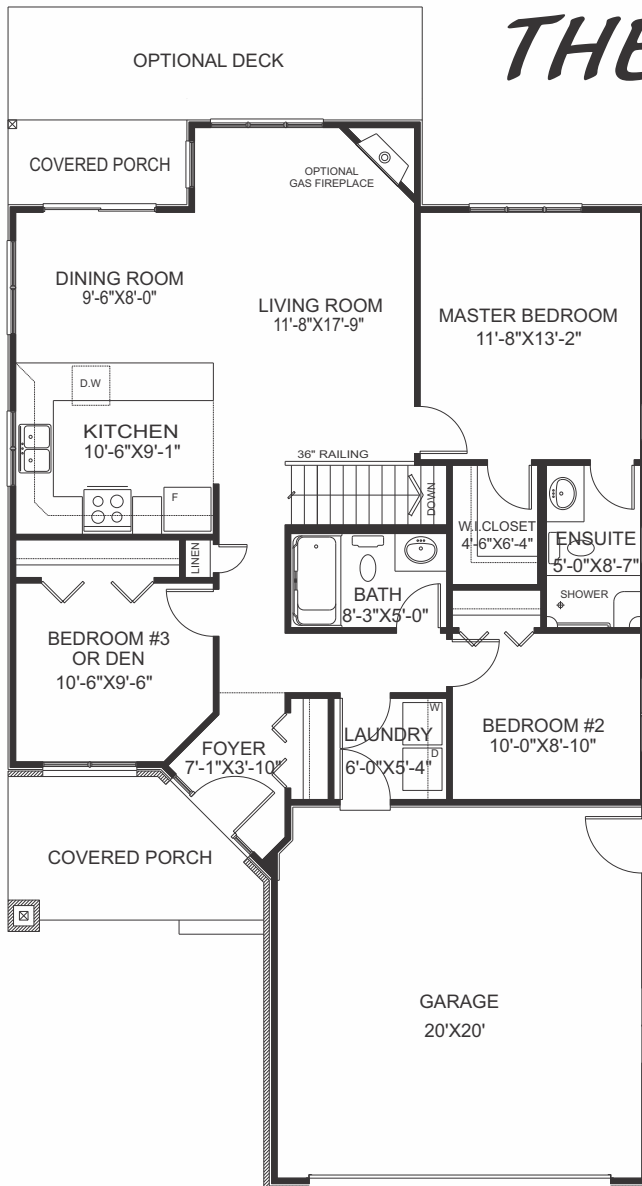 THE
OPTIONAL DECK
COVERED PORCH
OPTIONAL
GAS FIREPLACE
DINING ROOM
9'-6"X8'-0"
LIVING ROOM
11'-8"X17'-9"
MASTER BEDROOM
11'-8"X13'-2"
D.W
KITCHEN
10'-6"X9'-1"
F
36" RAILING
DOWN
W.I.CLOSET
4'-6"X6'-4"
ENSUITE
5'-0"X8'-7"
SHOWER
LINEN
BATH
8'-3"X5'-0"
BEDROOM #3
OR DEN
10'-6"X9'-6"
BEDROOM #2
10'-0"X8'-10"
W
D
LAUNDRY
6'-0"X5'-4"
FOYER
7'-1"X3'-10"
COVERED PORCH
GARAGE
20'X20'